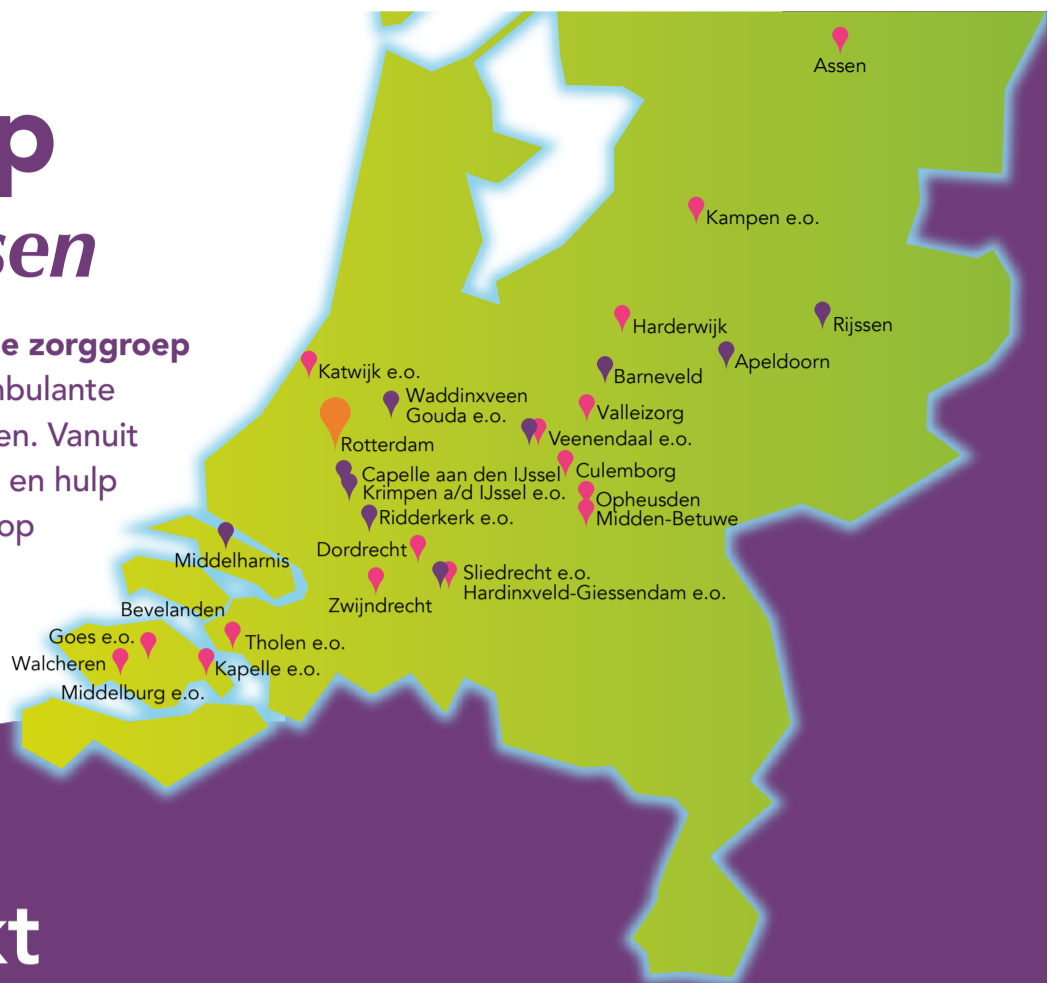 p
sen
e zorggroep
mbulante
en. Vanuit
en hulp
op
kt
Assen
Kampen e.o.
Harderwijk
Rijssen
Apeldoorn
Barneveld
Katwijk e.o.
Waddinxveen
Gouda e.o.
Valleizorg
Veenendaal e.o.
Rotterdam
Culemborg
Capelle aan den IJssel
Krimpen a/d IJssel e.o.
Opheusden
Midden-Betuwe
Ridderkerk e.o.
Dordrecht
Middelharnis
Sliedrecht e.o.
Hardinxveld-Giessendam e.o.
Zwijndrecht
Bevelanden
Goes e.o.
Tholen e.o.
Walcheren
Kapelle e.o.
Middelburg e.o.